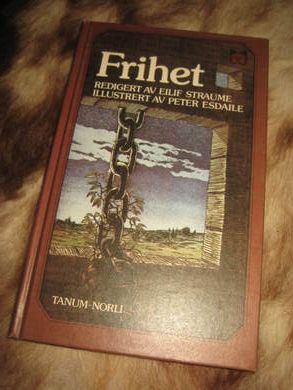 Frihet
REDIGERT AV EILIF STRAUME
ILLUSTRERT AV PETER ESDAILE
TANUM-NORLI